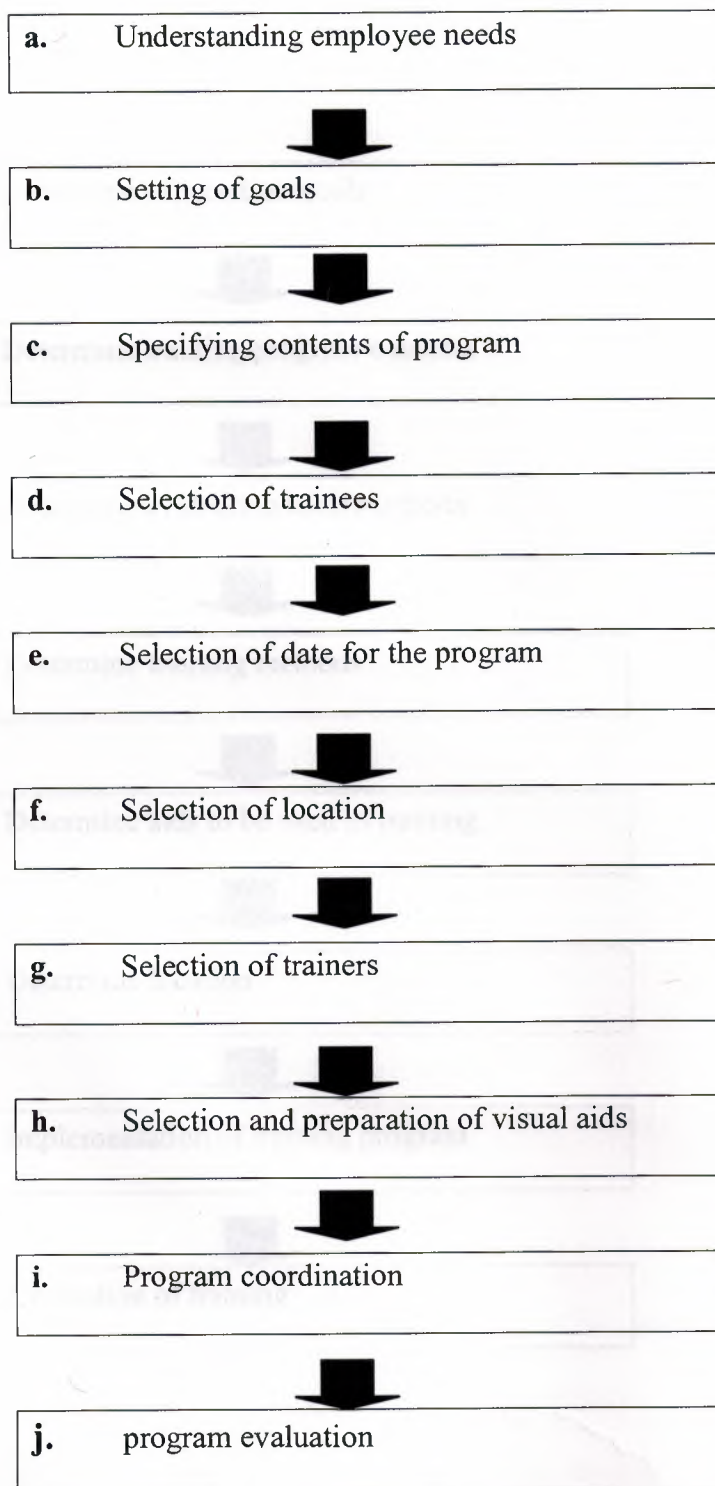 a. Understanding employee needs
b. Setting of goals
c. Specifying contents of program
d. Selection of trainees
e. Selection of date for the program
f. Selection of location
g. Selection of trainers
h. Selection and preparation of visual aids
i. Program coordination
j. program evaluation